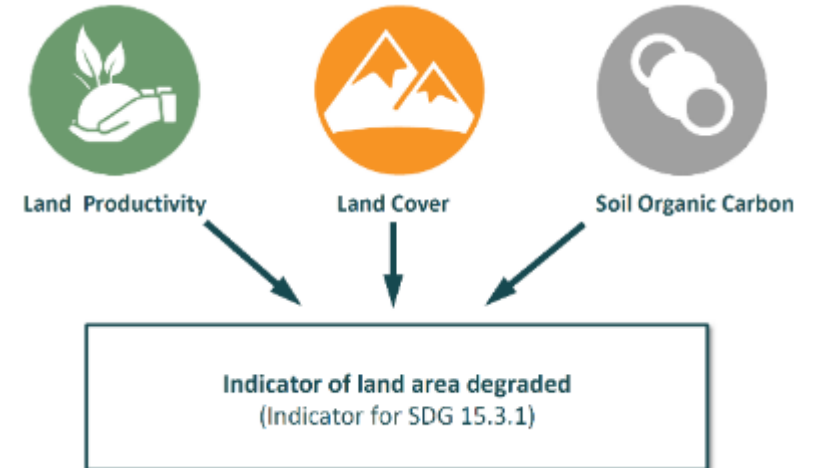 Land Productivity
Land Cover
Soil Organic Carbon
Indicator of land area degraded
(Indicator for SDG 15.3.1)